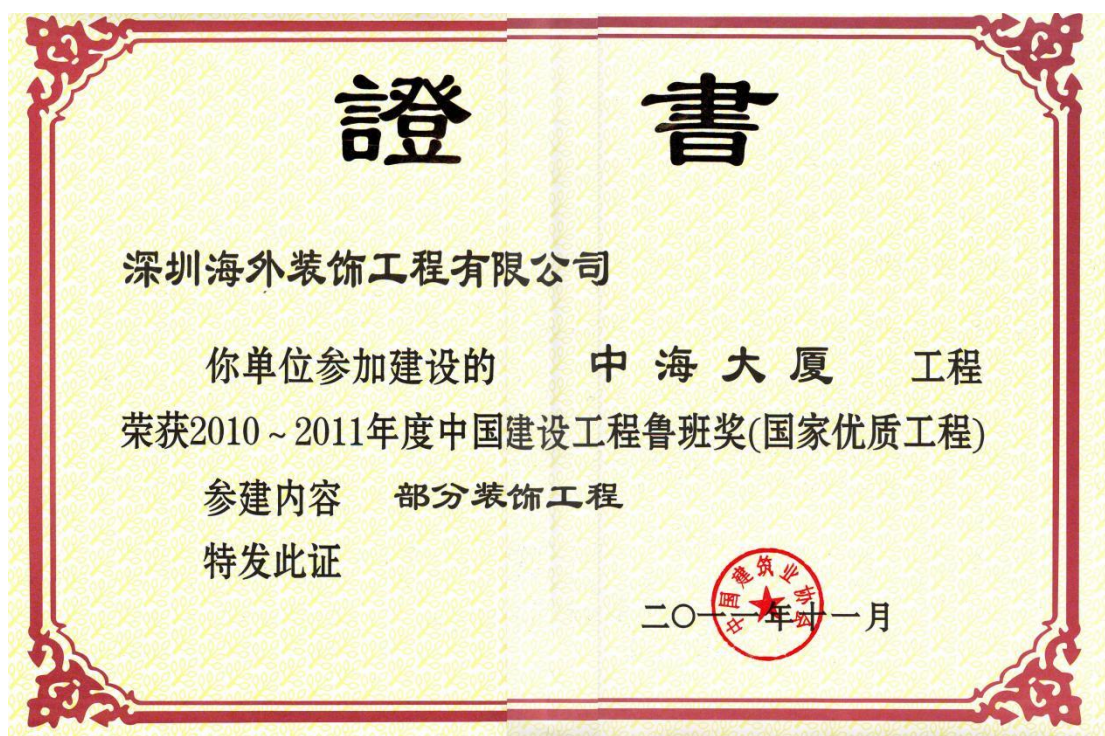 證 書
深圳海外装饰工程有限公司
你单位参加建设的 中海大厦 工程
荣获2010~2011年度中国建设工程鲁班奖(国家优质工程)
参建内容 部分装饰工程
特发此证
中国建筑业协会
二〇一一年十一月